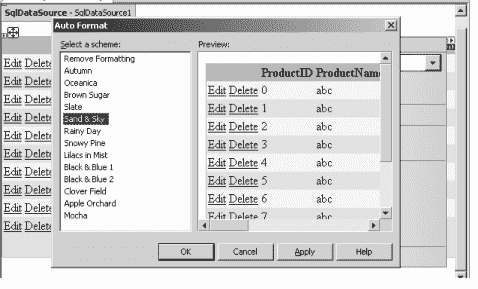 SqlDataSource - SqlDataSource1
Auto Format
Select a scheme:
Remove Formatting
Autumn
Oceanica
Brown Sugar
Slate
Sand & Sky
Rainy Day
Snowy Pine
Lilacs in Mist
Black & Blue 1
Black & Blue 2
Clover Field
Apple Orchard
Mocha
Preview:
ProductID ProductName
Edit Delete 0 abc
Edit Delete 1 abc
Edit Delete 2 abc
Edit Delete 3 abc
Edit Delete 4 abc
Edit Delete 5 abc
Edit Delete 6 abc
Edit Delete 7 abc
OK
Cancel
Apply
Help
Edit Delete
Edit Delete
Edit Delete
Edit Delete
Edit Delete
Edit Delete
Edit Delete
Edit Delete
Edit Delete
Edit Delete